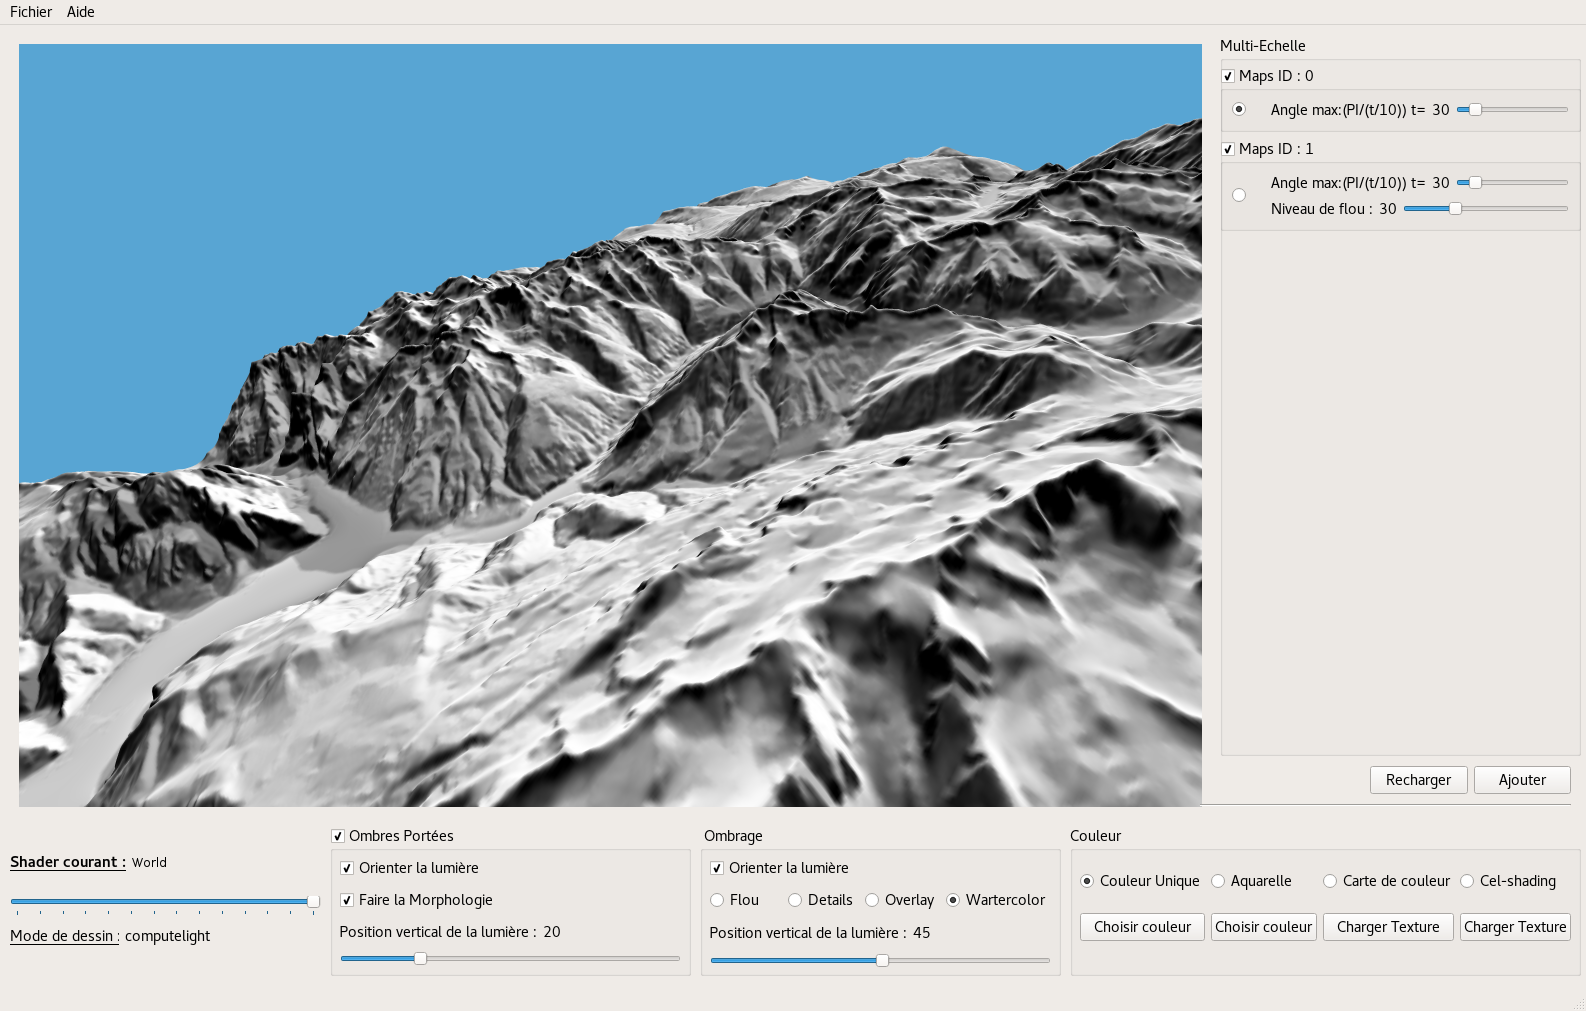 Fichier Aide
Multi-Echelle
Maps ID : 0
Angle max:(PI/(t/10)) t= 30
Maps ID : 1
Angle max:(PI/(t/10)) t= 30
Niveau de flou : 30
Recharger Ajouter
Shader courant : World
Mode de dessin : computelight
Ombres Portées
Orienter la lumière
Faire la Morphologie
Position vertical de la lumière : 20
Ombrage
Orienter la lumière
Flou Details Overlay Wartercolor
Position vertical de la lumière : 45
Couleur
Couleur Unique Aquarelle Carte de couleur Cel-shading
Choisir couleur Choisir couleur Charger Texture Charger Texture